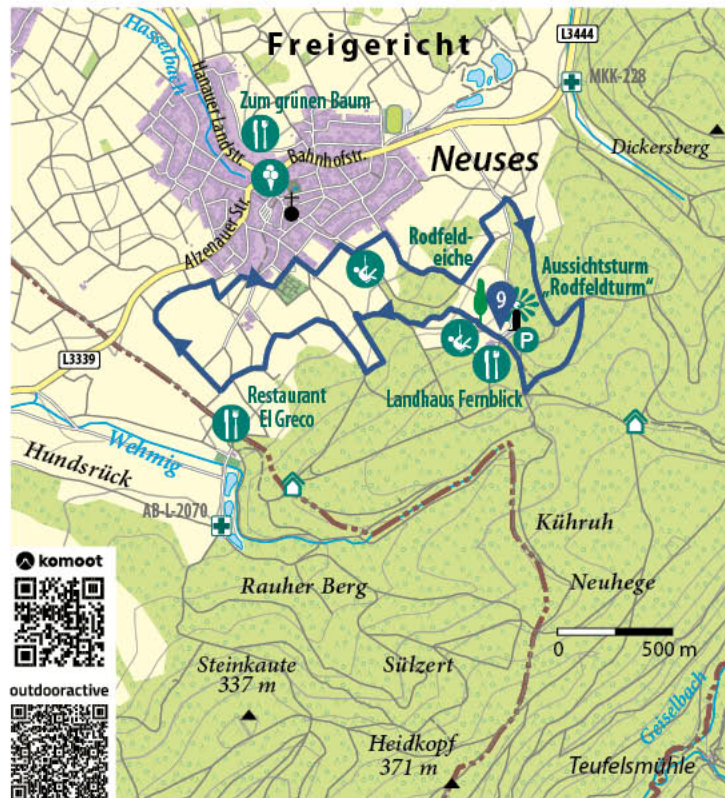 Freigericht
L3444
Hasselbach
Hanauer Landstr.
MKK-228
Zum grünen Baum
Bahnhofstr.
Neuses
Dickersberg
Alzenauer Str.
Rodfeld-
eiche
Aussichtsturm
„Rodfeldturm“
9
P
L3339
Landhaus Fernblick
Restaurant
El Greco
Wehmig
Hundsrück
AB-L-2070
Kühruh
komoot
Rauher Berg
Neuhege
0 500 m
Steinkaute
337 m
Sülzert
outdooractive
Geiselbach
Heidkopf
371 m
Teufelsmühle